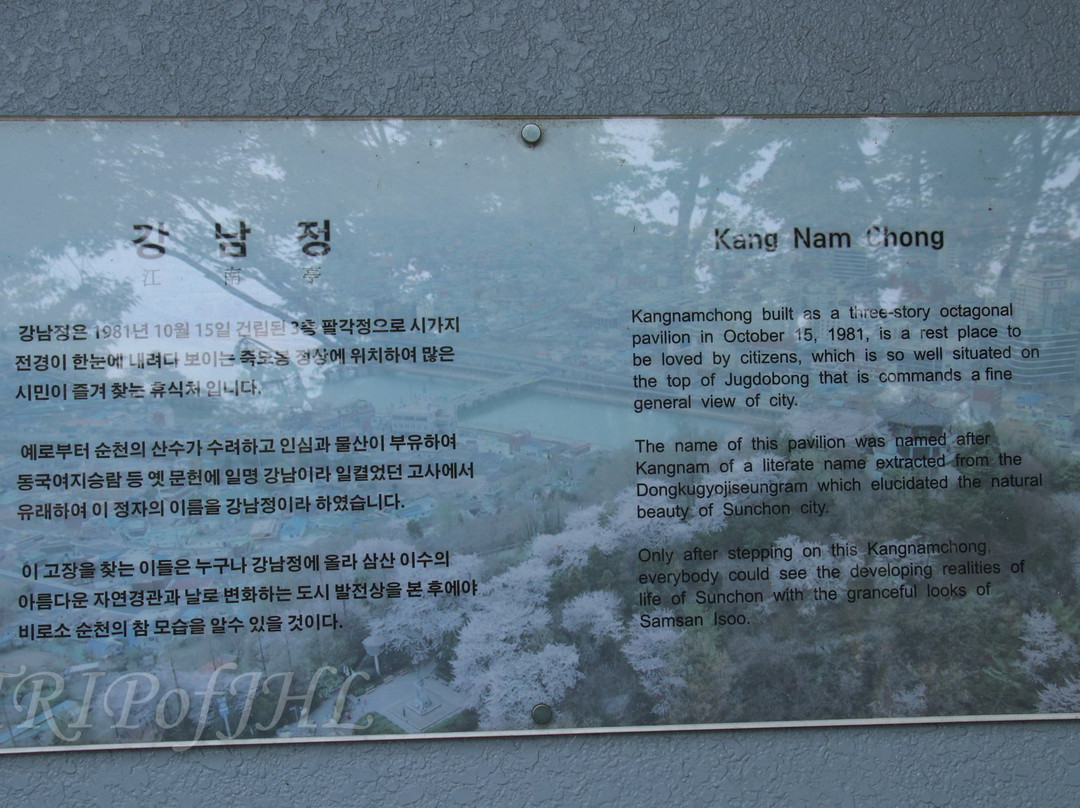 강남정
江南亭
강남정은 1981년 10월 15일 건립된 3층 팔각정으로 시가지
전경이 한눈에 내려다 보이는 죽도봉 정상에 위치하여 많은
시민이 즐겨 찾는 휴식처 입니다.
예로부터 순천의 산수가 수려하고 인심과 물산이 부유하여
동국여지승람 등 옛 문헌에 일명 강남이라 일켤었던 고사에서
유래하여 이 정자의 이름을 강남정이라 하였습니다.
이 고장을 찾는 이들은 누구나 강남정에 올라 삼산 이수의
아름다운 자연경관과 날로 변화하는 도시 발전상을 본 후에야
비로소 순천의 참 모습을 알수 있을 것이다.
Kang Nam Chong
Kangnamchong built as a three-story octagonal
pavilion in October 15, 1981, is a rest place to
be loved by citizens, which is so well situated on
the top of Jugdobong that is commands a fine
general view of city.
The name of this pavilion was named after
Kangnam of a literate name extracted from the
Dongkugyojiseungram which elucidated the natural
beauty of Sunchon city.
Only after stepping on this Kangnamchong,
everybody could see the developing realities of
life of Sunchon with the granceful looks of
Samsan Isoo.
TRIPofJHL